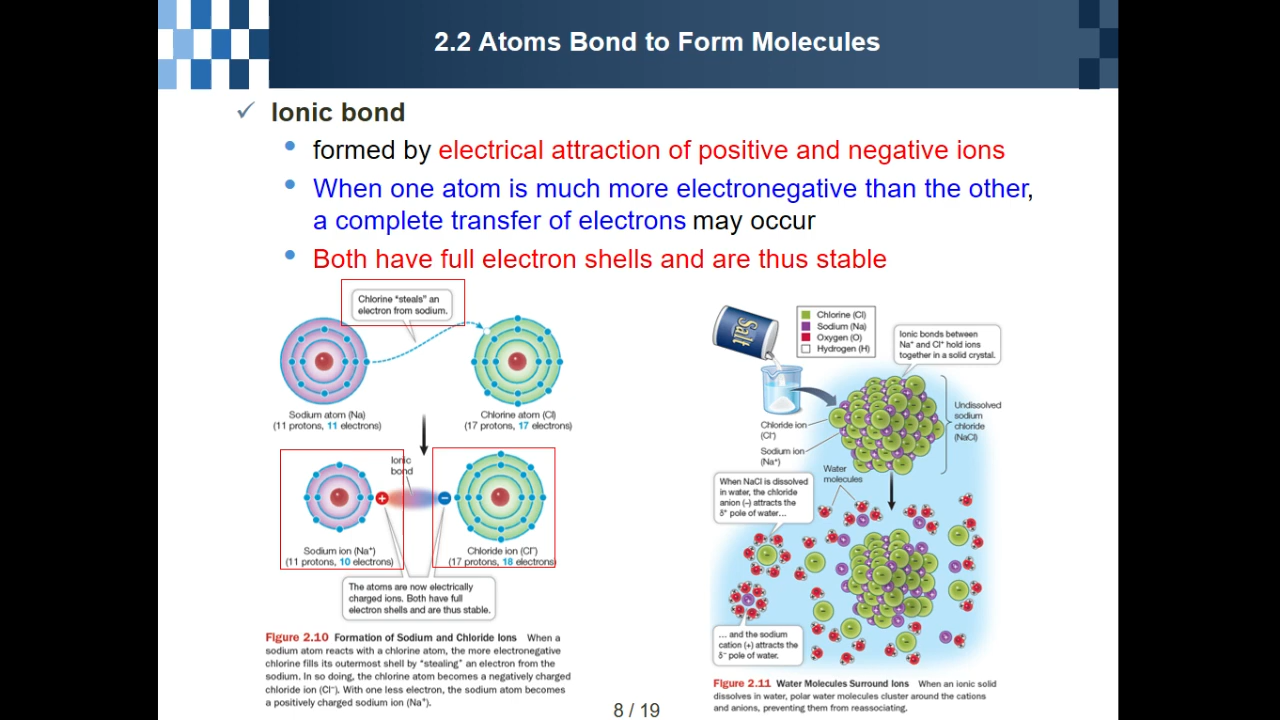 2.2 Atoms Bond to Form Molecules
Ionic bond
formed by electrical attraction of positive and negative ions
When one atom is much more electronegative than the other,
a complete transfer of electrons may occur
Both have full electron shells and are thus stable
Chlorine "steals" an
electron from sodium.
Sodium atom (Na)
(11 protons, 11 electrons)
Chlorine atom (Cl)
(17 protons, 17 electrons)
Ionic
bond
+
−
Sodium ion (Na⁺)
(11 protons, 10 electrons)
Chloride ion (Cl⁻)
(17 protons, 18 electrons)
The atoms are now electrically
charged ions. Both have full
electron shells and are thus stable.
Figure 2.10 Formation of Sodium and Chloride Ions When a
sodium atom reacts with a chlorine atom, the more electronegative
chlorine fills its outermost shell by "stealing" an electron from the
sodium. In so doing, the chlorine atom becomes a negatively charged
chloride ion (Cl⁻). With one less electron, the sodium atom becomes
a positively charged sodium ion (Na⁺).
Salt
Chlorine (Cl)
Sodium (Na)
Oxygen (O)
Hydrogen (H)
Ionic bonds between
Na⁺ and Cl⁻ hold ions
together in a solid crystal.
Chloride ion
(Cl⁻)
Sodium ion
(Na⁺)
Undissolved
sodium
chloride
(NaCl)
Water
molecules
When NaCl is dissolved
in water, the chloride
anion (–) attracts the
δ⁺ pole of water…
… and the sodium
cation (+) attracts the
δ⁻ pole of water.
Figure 2.11 Water Molecules Surround Ions When an ionic solid
dissolves in water, polar water molecules cluster around the cations
and anions, preventing them from reassociating.
8 / 19